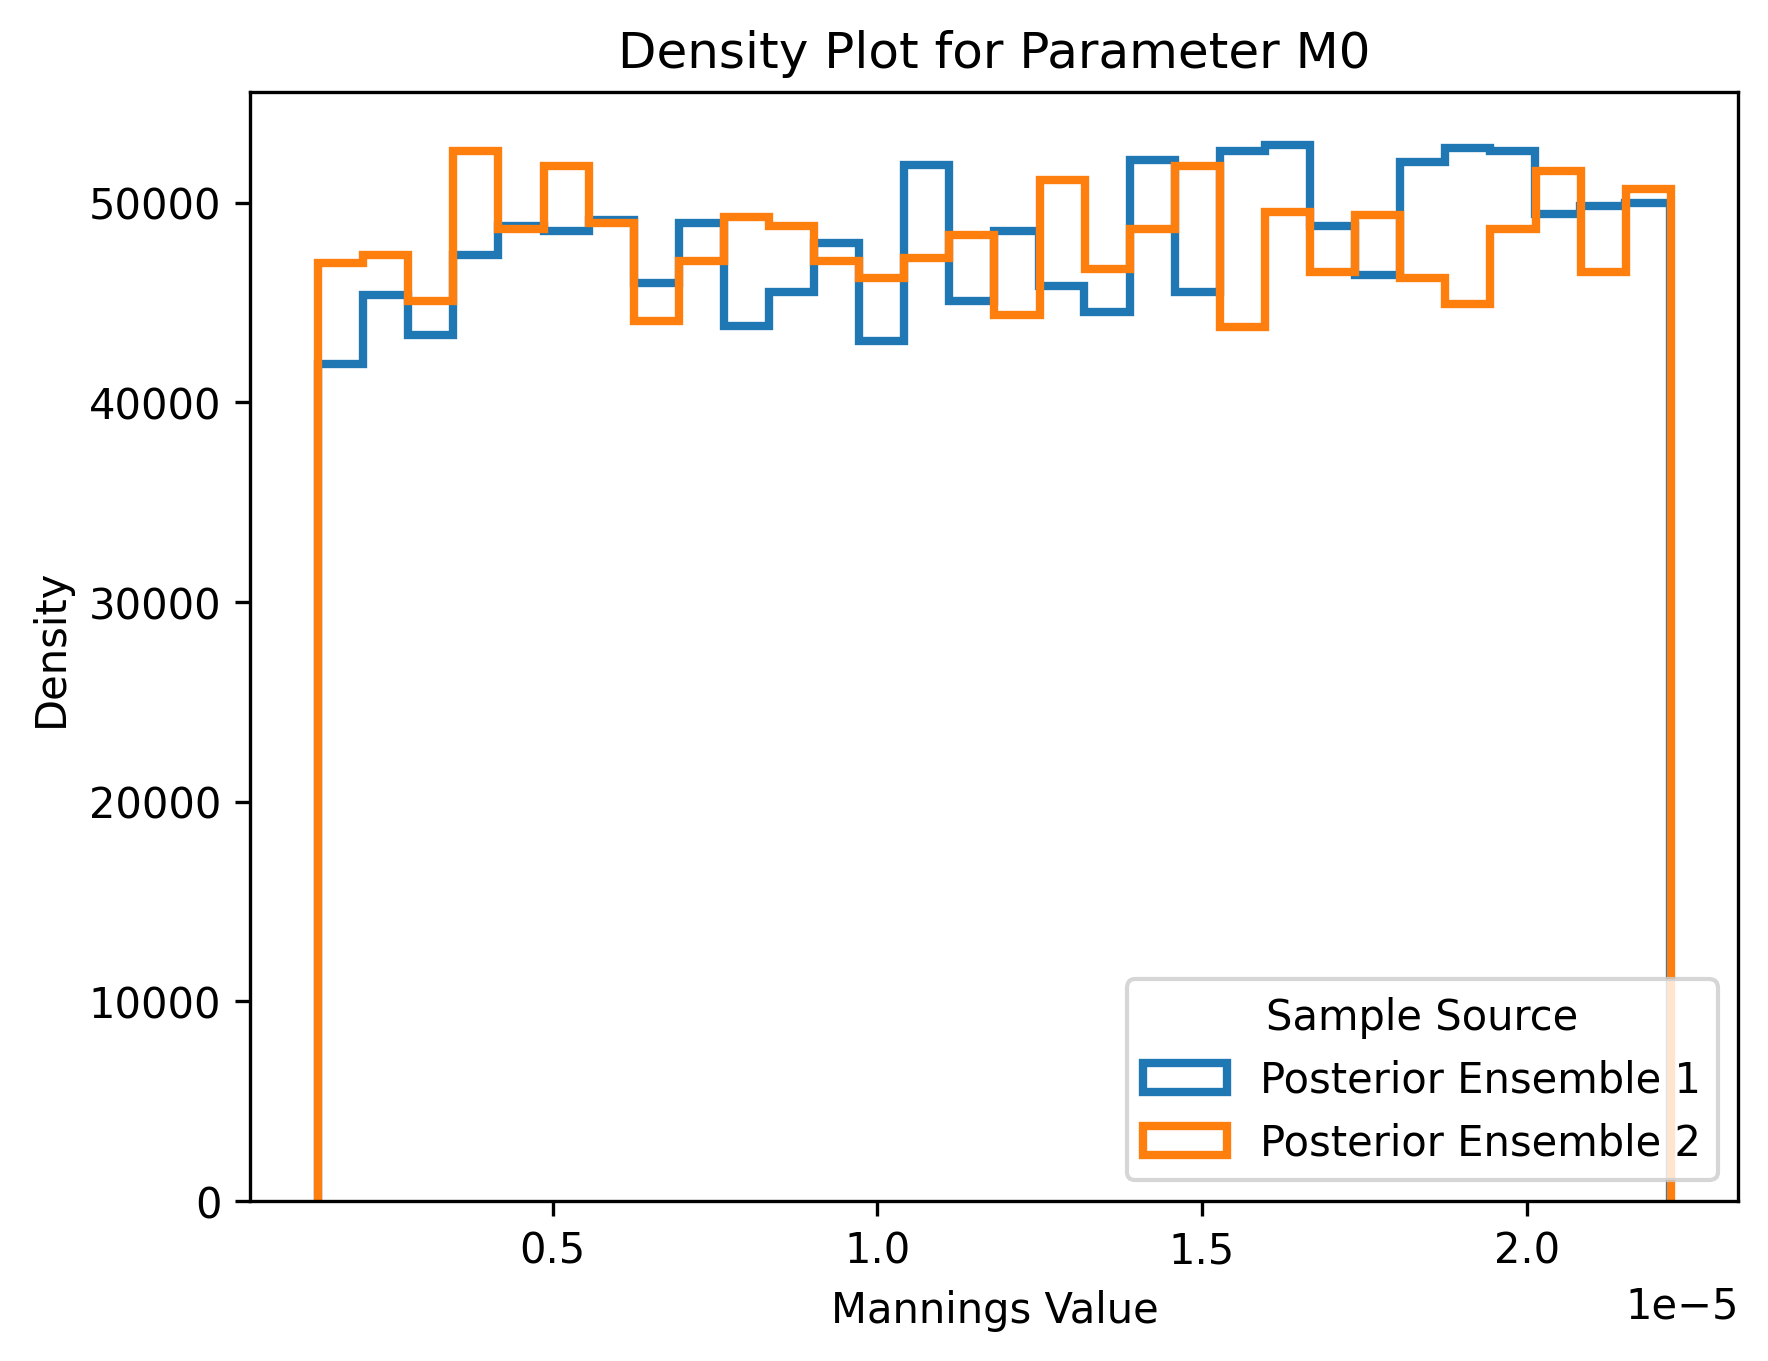 Density Plot for Parameter M0
50000
40000
30000
20000
10000
0
Density
0.5 1.0 1.5 2.0
1e−5
Mannings Value
Sample Source
Posterior Ensemble 1
Posterior Ensemble 2